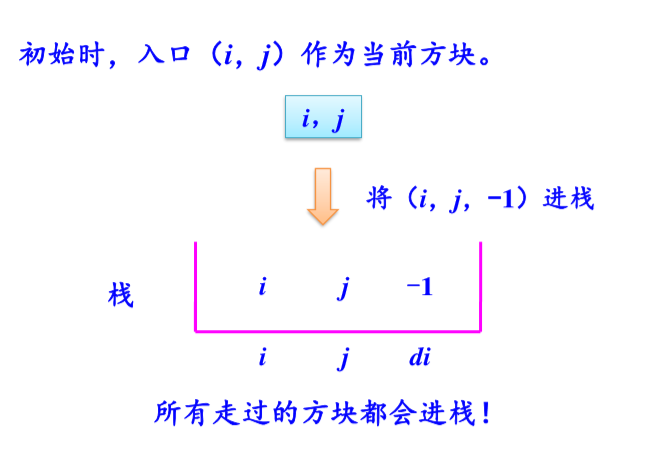 初始时，入口（i，j）作为当前方块。
i，j
将（i，j，-1）进栈
栈 i j -1
i j di
所有走过的方块都会进栈！